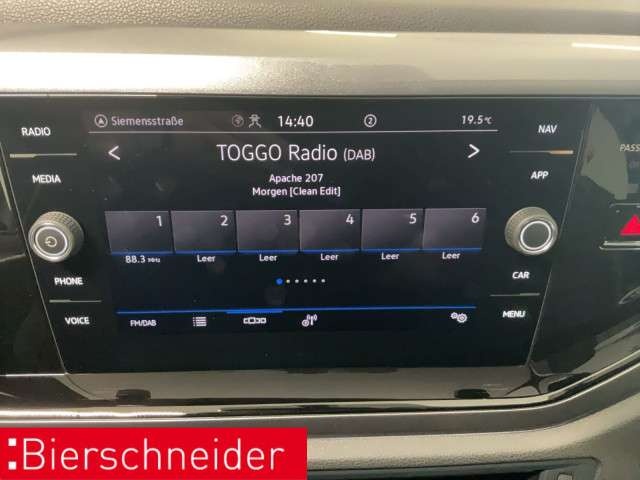 Siemensstraße 14:40 2 19.5°C
RADIO
NAV
TOGGO Radio (DAB)
PASS
MEDIA
APP
Apache 207
Morgen [Clean Edit]
1 2 3 4 5 6
88.3 MHz Leer Leer Leer Leer Leer
PHONE
CAR
VOICE
MENU
FM/DAB
:Bierschneider